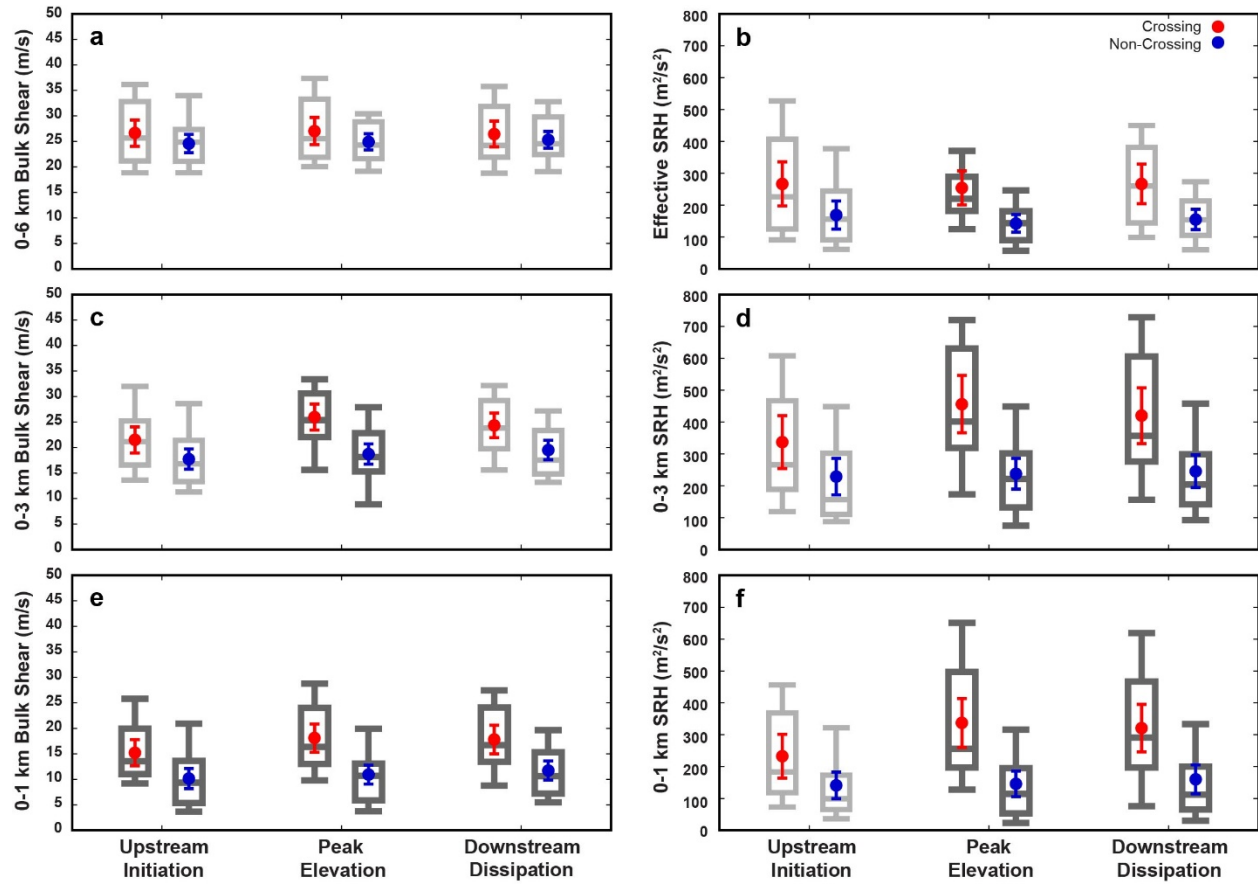 a
0-6 km Bulk Shear (m/s)
50
45
40
35
30
25
20
15
10
5
0
b
Crossing
Non-Crossing
Effective SRH (m²/s²)
800
700
600
500
400
300
200
100
0
c
0-3 km Bulk Shear (m/s)
50
45
40
35
30
25
20
15
10
5
0
d
0-3 km SRH (m²/s²)
800
700
600
500
400
300
200
100
0
e
0-1 km Bulk Shear (m/s)
50
45
40
35
30
25
20
15
10
5
0
Upstream
Initiation
Peak
Elevation
Downstream
Dissipation
f
0-1 km SRH (m²/s²)
800
700
600
500
400
300
200
100
0
Upstream
Initiation
Peak
Elevation
Downstream
Dissipation